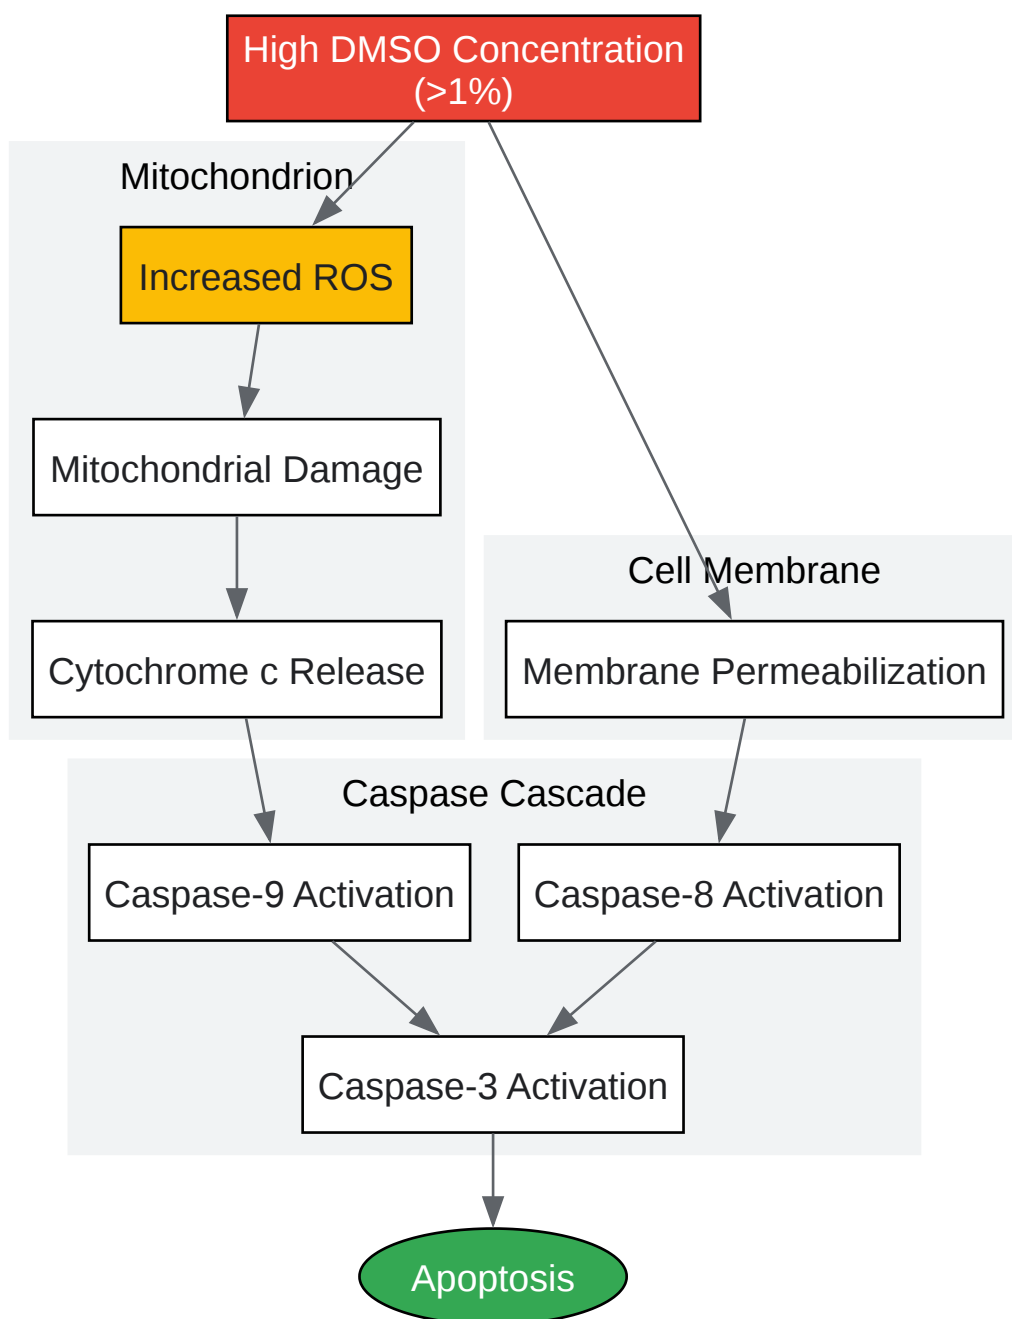 High DMSO Concentration
(>1%)
Mitochondrion
Increased ROS
Mitochondrial Damage
Cytochrome c Release
Cell Membrane
Membrane Permeabilization
Caspase Cascade
Caspase-9 Activation
Caspase-8 Activation
Caspase-3 Activation
Apoptosis